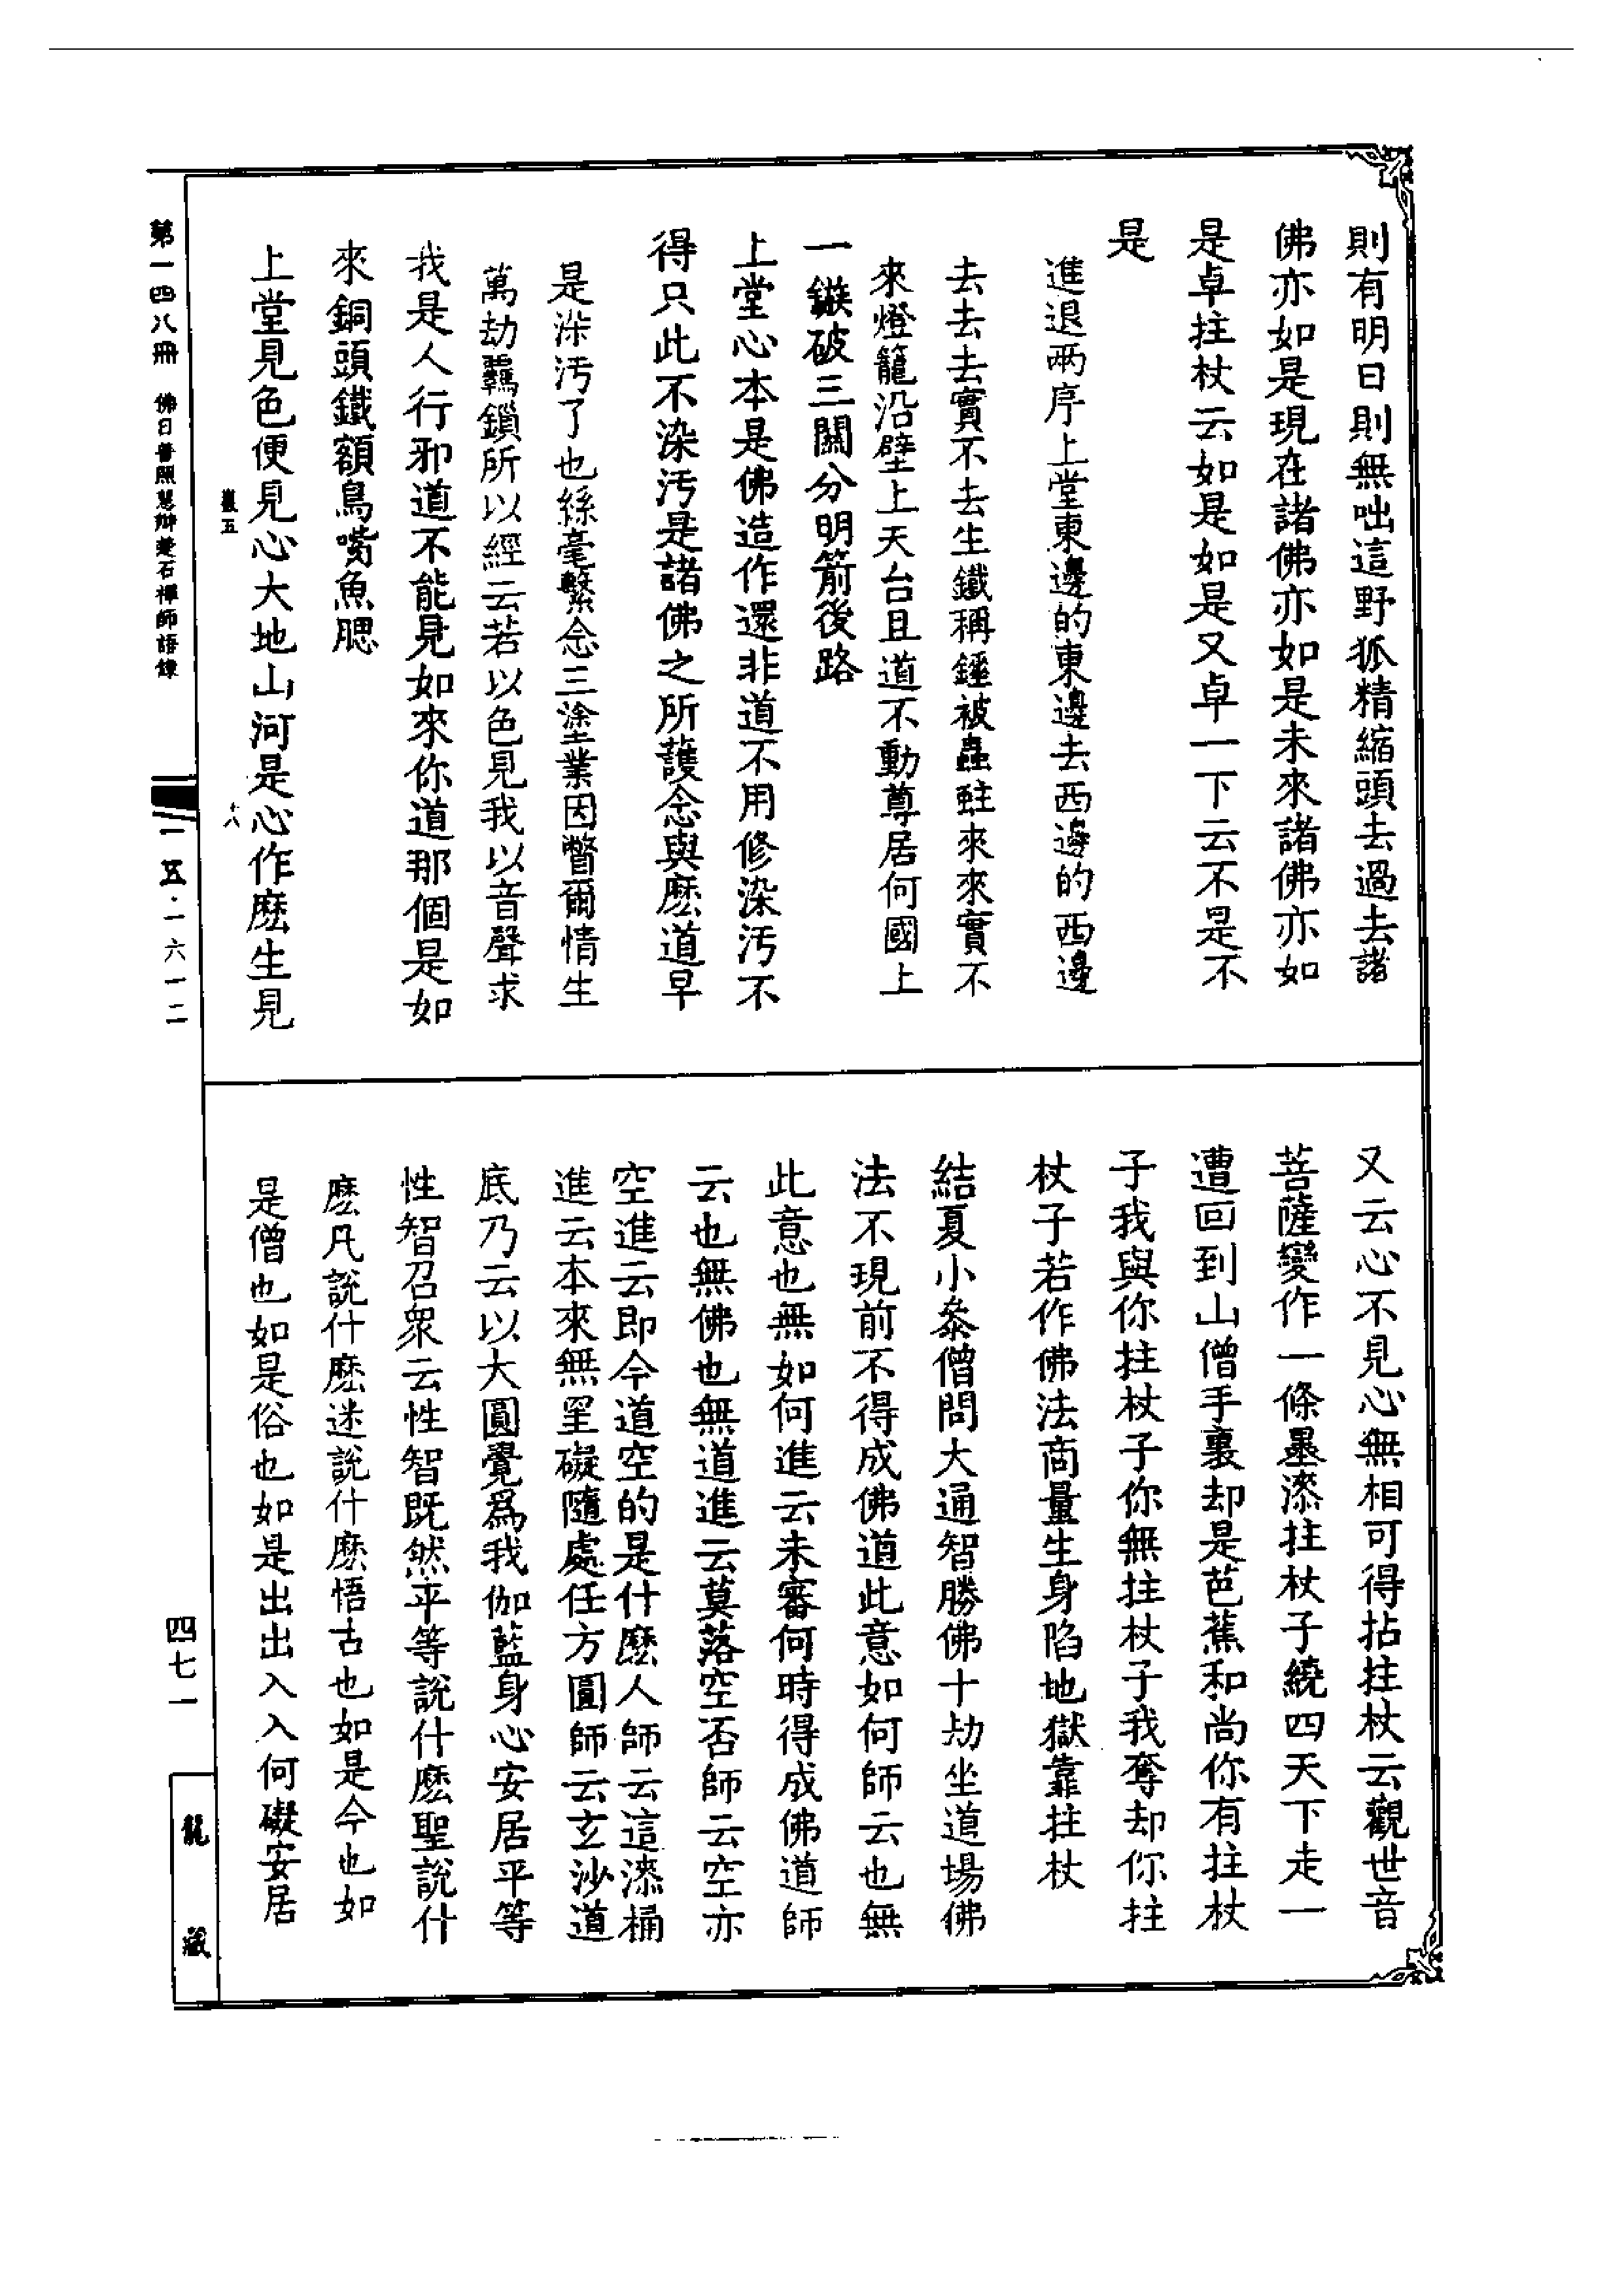 則有明日則無咄這野狐精縮頭去過去諸
佛亦如是現在諸佛亦如是未來諸佛亦如
是卓拄杖云如是如是又卓一下云不是不
是
進退兩序上堂東邊的東邊去西邊的西邊
去去去實不去生鐵稱錘被蟲蛀來來實不
來燈籠沿壁上天台且道不動尊居何國上
一鏃破三關分明箭後路
上堂心本是佛造作還非道不用修染污不
得只此不染污是諸佛之所護念與麽道早
是染污了也絲毫繫念三塗業因瞥爾情生
萬劫羈鎖所以經云若以色見我以音聲求
我是人行邪道不能見如來你道那個是如
來銅頭鐵額鳥嘴魚腮
上堂見色便見心大地山河是心作麽生見
又云心不見心無相可得拈拄杖云觀世音
菩薩變作一條墨漆拄杖子繞四天下走一
遭回到山僧手裏却是芭蕉和尚你有拄杖
子我與你拄杖子你無拄杖子我奪却你拄
杖子若作佛法商量生身陷地獄靠拄杖
結夏小叅僧問大通智勝佛十劫坐道場佛
法不現前不得成佛道此意如何師云也無
此意也無如何進云未審何時得成佛道師
云也無佛也無道進云莫落空否師云空亦
空進云即今道空的是什麽人師云這漆桶
進云本來無罣礙隨處任方圓師云玄沙道
底乃云以大圓覺爲我伽藍身心安居平等
性智召衆云性智既然平等說什麽聖說什
麽凡說什麽迷說什麽悟古也如是今也如
是僧也如是俗也如是出出入入何礙安居
第一四八冊 佛日普照慧辯楚石禪師語錄
觀五
十八
一五·一六一二
四七一
龍藏